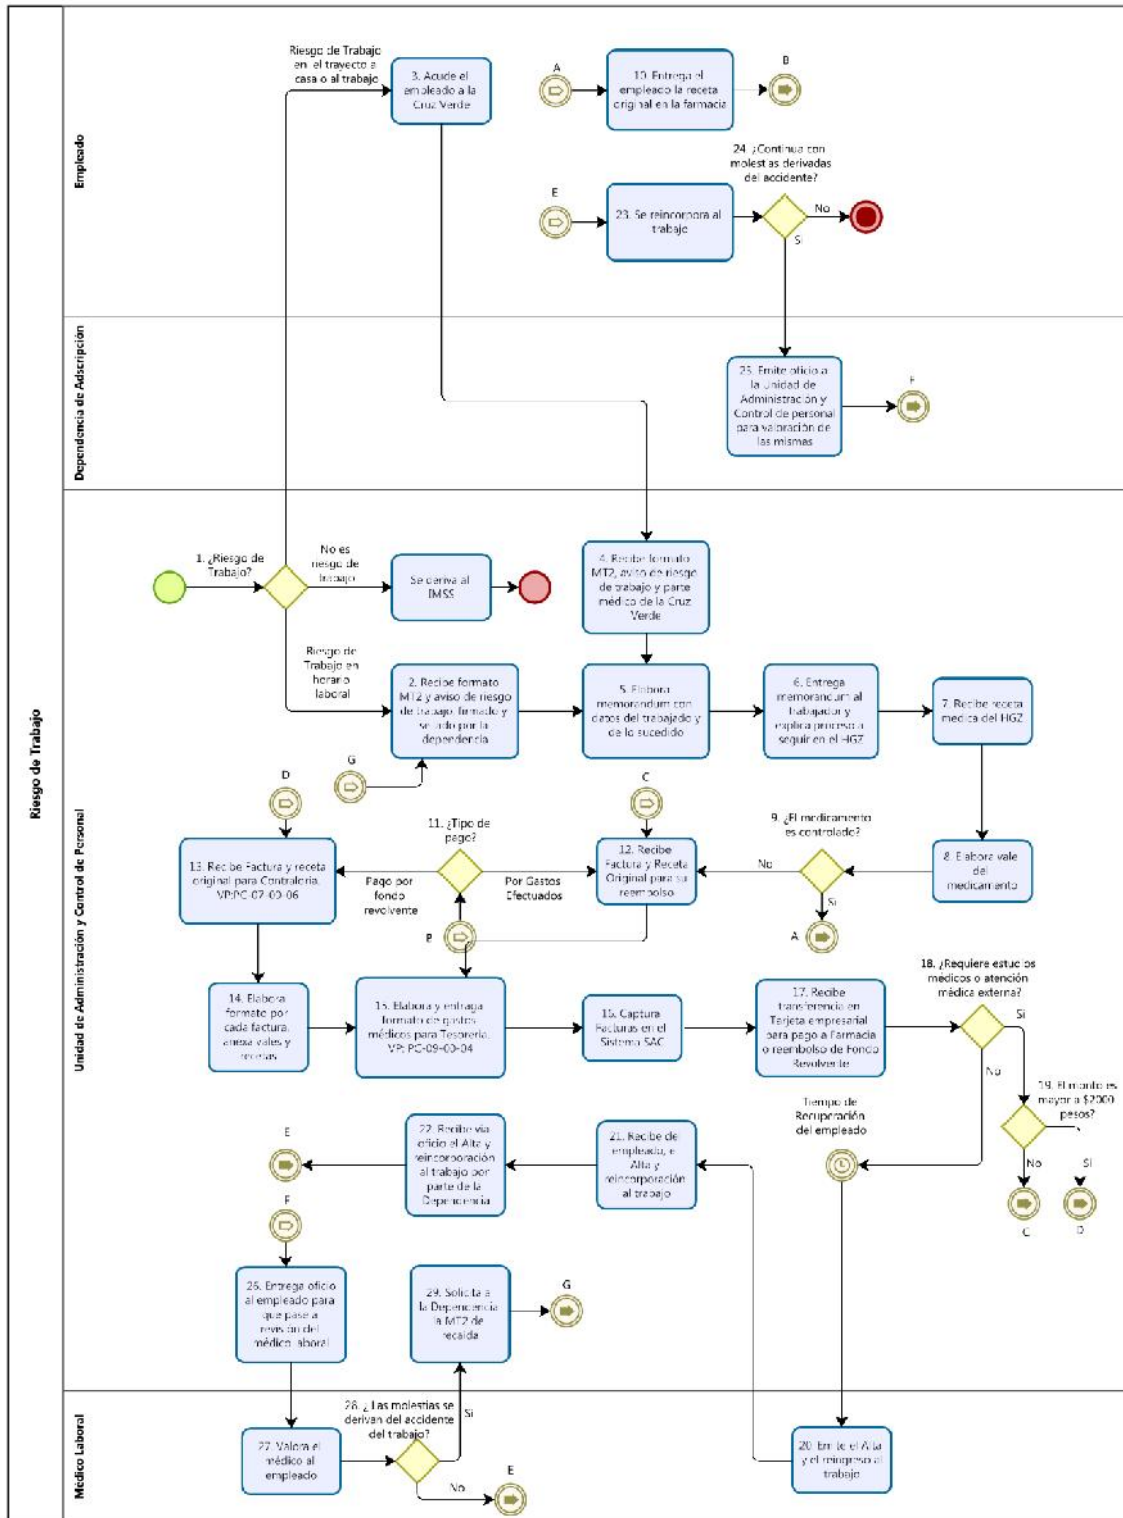 Riesgo de Trabajo
Empleado
Riesgo de Trabajo
en el trayecto a
casa o al trabajo
3. Acude el
empleado a la
Cruz Verde
A
10. Entrega el
empleado la receta
original en la farmacia
B
24. ¿Continua con
molestias derivadas
del accidente?
E
23. Se reincorpora al
trabajo
No
Si
Dependencia de Adscripción
25. Emite oficio a
la Unidad de
Administración y
Control de personal
para valoración de
las mismas
F
Unidad de Administración y Control de Personal
1. ¿Riesgo de
Trabajo?
No es
riesgo de
trabajo
Se deriva al
IMSS
4. Recibe formato
MT2, aviso de riesgo
de trabajo y parte
médico de la Cruz
Verde
Riesgo de
Trabajo en
horario
laboral
2. Recibe formato
MT2 y aviso de riesgo
de trabajo, firmado y
sellado por la
dependencia
5. Elabora
memorandum con
datos del trabajado y
de lo sucedido
6. Entrega
memorandum al
trabajador y
explica proceso a
seguir en el HGZ
7. Recibe receta
medica del HGZ
D
G
C
11. ¿Tipo de
pago?
9. ¿El medicamento
es controlado?
13. Recibe Factura y receta
original para Contraloria.
VP:PC-07-00-06
Pago por
fondo
revolvente
Por Gastos
Efectuados
12. Recibe
Factura y Receta
Original para su
reembolso
No
Si
8. Elabora vale
del
medicamento
B
A
14. Elabora
formato por
cada factura,
anexa vales y
recetas
15. Elabora y entraga
formato de gastos
médicos para Tesorería.
VP: PC-09-00-04
16. Captura
Facturas en el
Sistema SAC
17. Recibe
transferencia en
Tarjeta empresarial
para pago a Farmacia
o reembolso de Fondo
Revolvente
18. ¿Requiere estudios
médicos o atención
médica externa?
Si
No
19. El monto es
mayor a $2000
pesos?
No
Si
C
D
Tiempo de
Recuperación
del empleado
E
22. Recibe via
oficio el Alta y
reincorporación
al trabajo por
parte de la
Dependencia
21. Recibe de
empleado, e
Alta y
reincorporación
al trabajo
F
26. Entrega oficio
al empleado para
que pase a
revisión del
médico laboral
29. Solicita a
la Dependencia
a MT2 de
recaida
G
Médico Laboral
27. Valora el
médico al
empleado
28. ¿ Las molestias se
derivan del accidente
del trabajo?
Si
No
E
20. Emite el Alta
y el reingreso al
trabajo